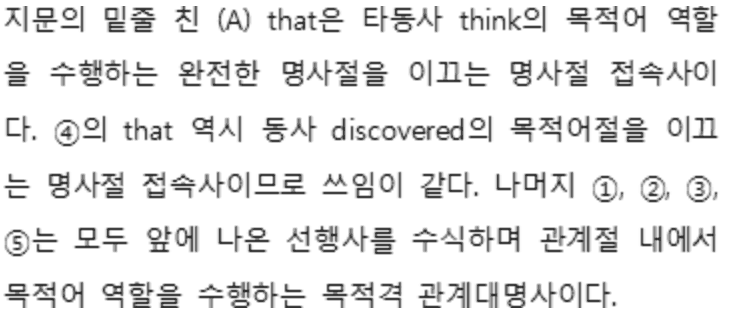 지문의 밑줄 친 (A) that은 타동사 think의 목적어 역할
을 수행하는 완전한 명사절을 이끄는 명사절 접속사이
다. ④의 that 역시 동사 discovered의 목적어절을 이끄
는 명사절 접속사이므로 쓰임이 같다. 나머지 ①, ②, ③,
⑤는 모두 앞에 나온 선행사를 수식하며 관계절 내에서
목적어 역할을 수행하는 목적격 관계대명사이다.